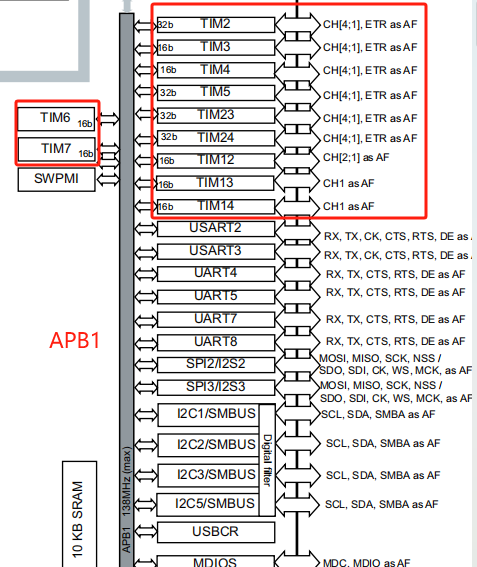 32b TIM2 CH[4;1], ETR as AF
16b TIM3 CH[4;1], ETR as AF
16b TIM4 CH[4;1], ETR as AF
32b TIM5 CH[4;1], ETR as AF
TIM6 16b
32b TIM23 CH[4;1], ETR as AF
32b TIM24 CH[4;1], ETR as AF
TIM7 16b
16b TIM12 CH[2;1] as AF
SWPMI
16b TIM13 CH1 as AF
16b TIM14 CH1 as AF
USART2 RX, TX, CK, CTS, RTS, DE as
USART3 RX, TX, CK, CTS, RTS, DE as
UART4 RX, TX, CTS, RTS, DE as AF
UART5 RX, TX, CTS, RTS, DE as AF
UART7 RX, TX, CTS, RTS, DE as AF
APB1
UART8 RX, TX, CTS, RTS, DE as AF
SPI2/I2S2 MOSI, MISO, SCK, NSS /
SDO, SDI, CK, WS, MCK, as AF
SPI3/I2S3 MOSI, MISO, SCK, NSS /
SDO, SDI, CK, WS, MCK, as AF
I2C1/SMBUS SCL, SDA, SMBA as AF
I2C2/SMBUS SCL, SDA, SMBA as AF
Digital filter
I2C3/SMBUS SCL, SDA, SMBA as AF
I2C5/SMBUS SCL, SDA, SMBA as AF
10 KB SRAM
APB1 138MHz (max)
USBCR
MDIOS MDC, MDIO as AF